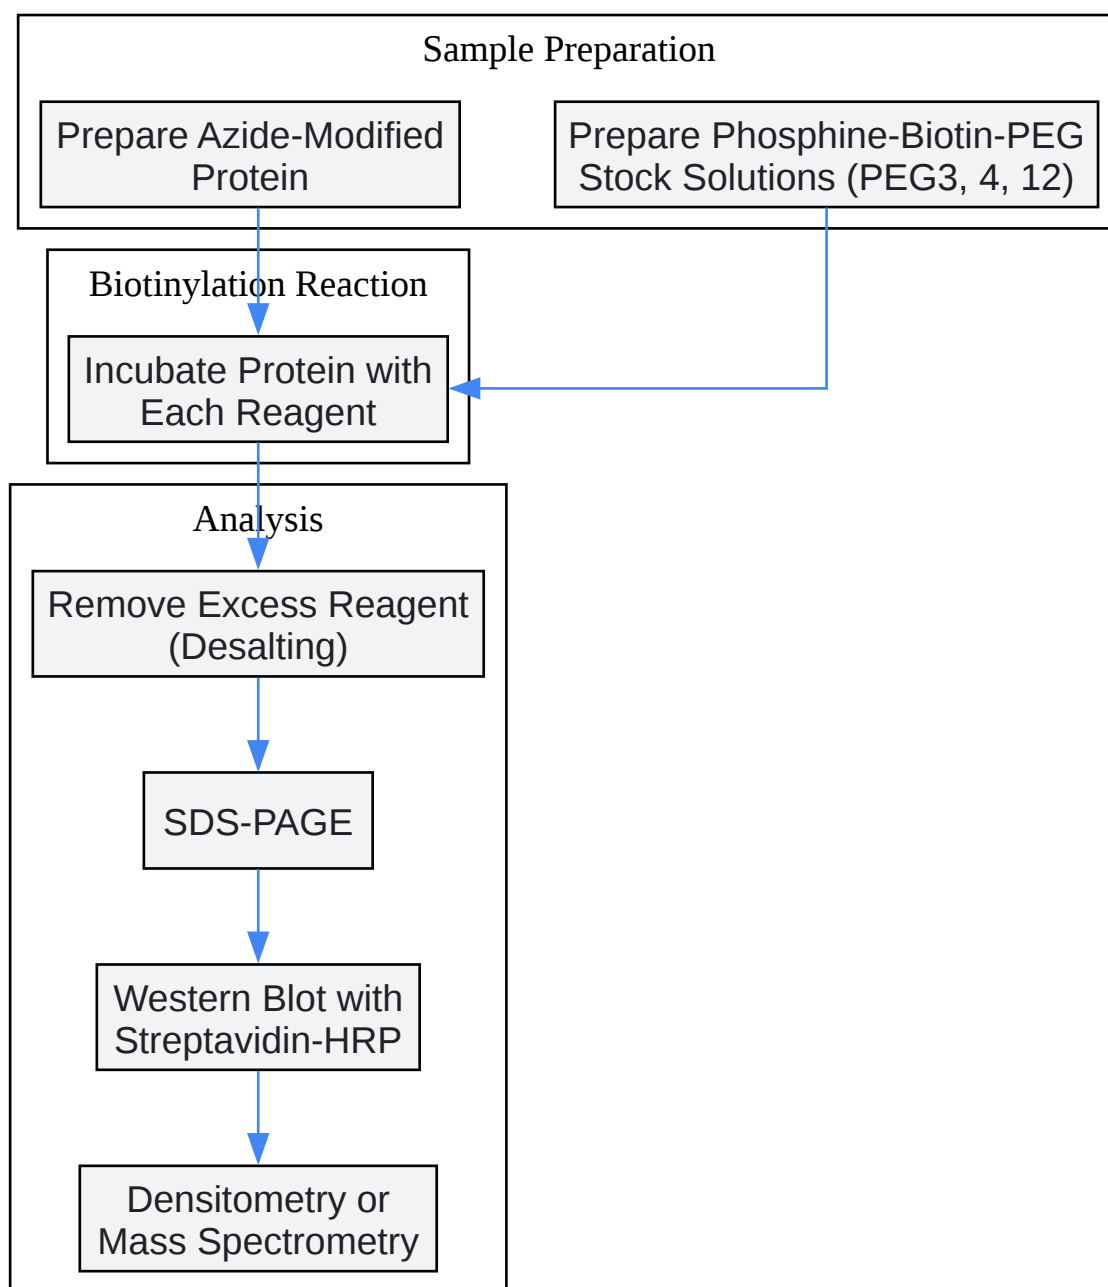 Sample Preparation
Prepare Azide-Modified
Protein
Prepare Phosphine-Biotin-PEG
Stock Solutions (PEG3, 4, 12)
Biotinylation Reaction
Incubate Protein with
Each Reagent
Analysis
Remove Excess Reagent
(Desalting)
SDS-PAGE
Western Blot with
Streptavidin-HRP
Densitometry or
Mass Spectrometry